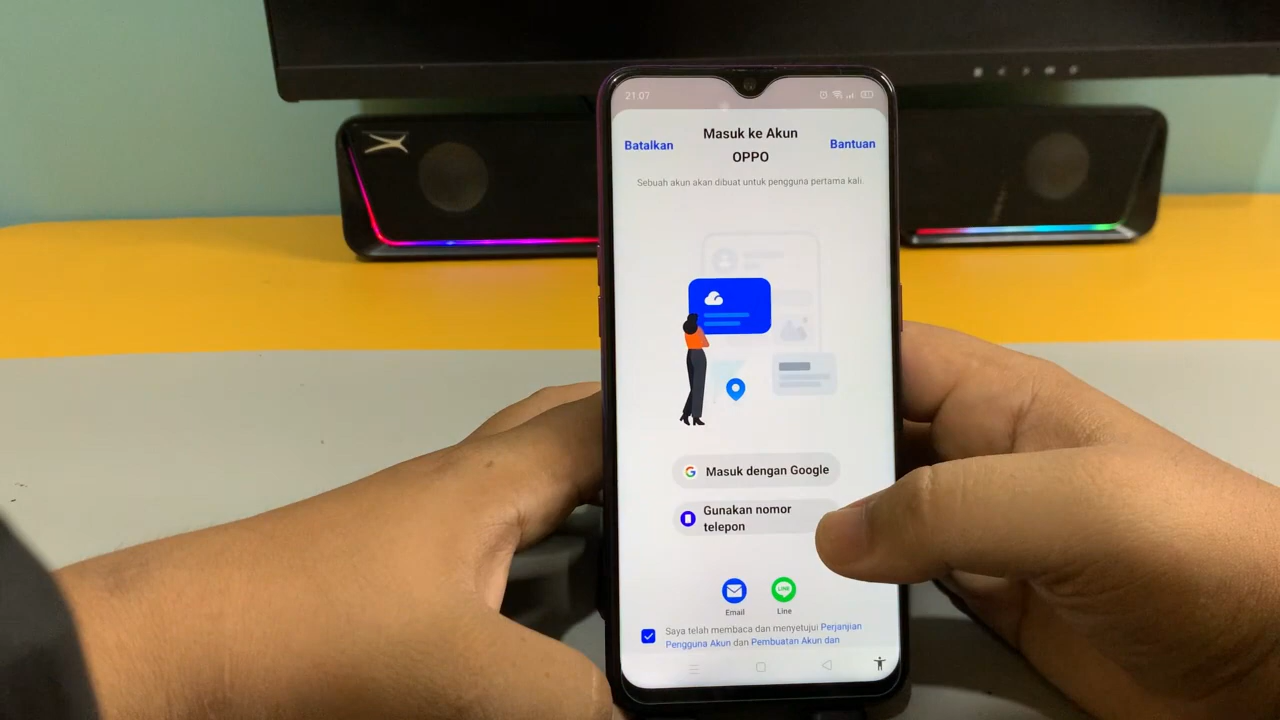 21:07
Batalkan
Masuk ke Akun
OPPO
Bantuan
Sebuah akun akan dibuat untuk pengguna pertama kali.
Masuk dengan Google
Gunakan nomor
telepon
LINE
Email
Line
Saya telah membaca dan menyetujui Perjanjian
Pengguna Akun dan Pembuatan Akun dan